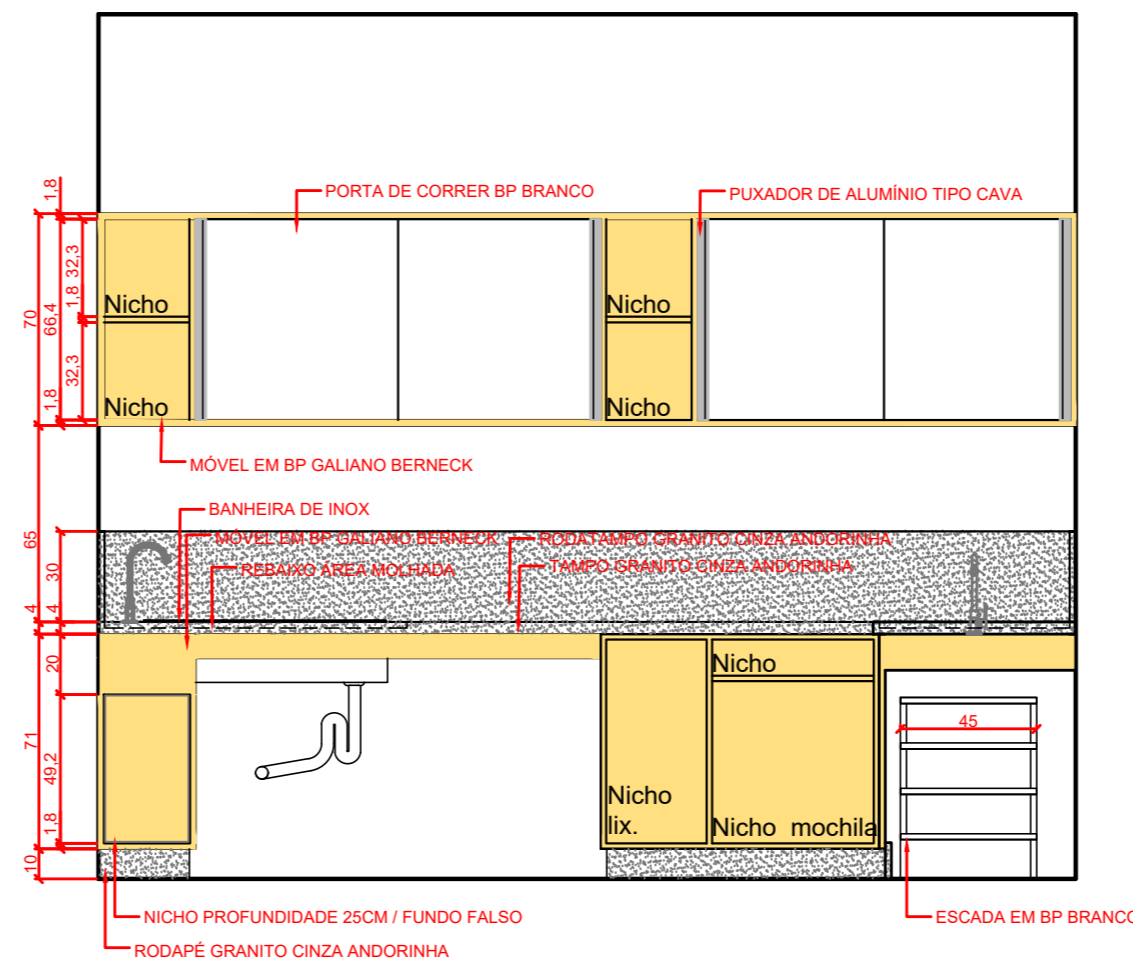 PORTA DE CORRER BP BRANCO
PUXADOR DE ALUMÍNIO TIPO CAVA
1,8
70
66,4
32,3
1,8
32,3
1,8
Nicho
Nicho
Nicho
Nicho
MÓVEL EM BP GALIANO BERNECK
BANHEIRA DE INOX
MÓVEL EM BP GALIANO BERNECK
RODATAMPO GRANITO CINZA ANDORINHA
REBAIXO ÁREA MOLHADA
TAMPO GRANITO CINZA ANDORINHA
65
30
4
4
20
71
49,2
1,8
10
Nicho
Nicho
lix.
Nicho mochila
45
NICHO PROFUNDIDADE 25CM / FUNDO FALSO
ESCADA EM BP BRANCO
RODAPÉ GRANITO CINZA ANDORINHA